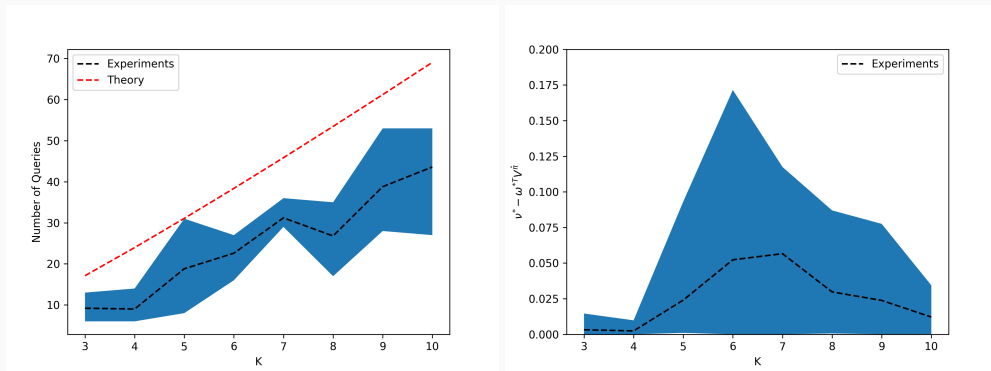 Experiments
Theory
Number of Queries
70
60
50
40
30
20
10
3 4 5 6 7 8 9 10
K
Experiments
ν* − ω*ᵀV^π̂
0.200
0.175
0.150
0.125
0.100
0.075
0.050
0.025
0.000
3 4 5 6 7 8 9 10
K